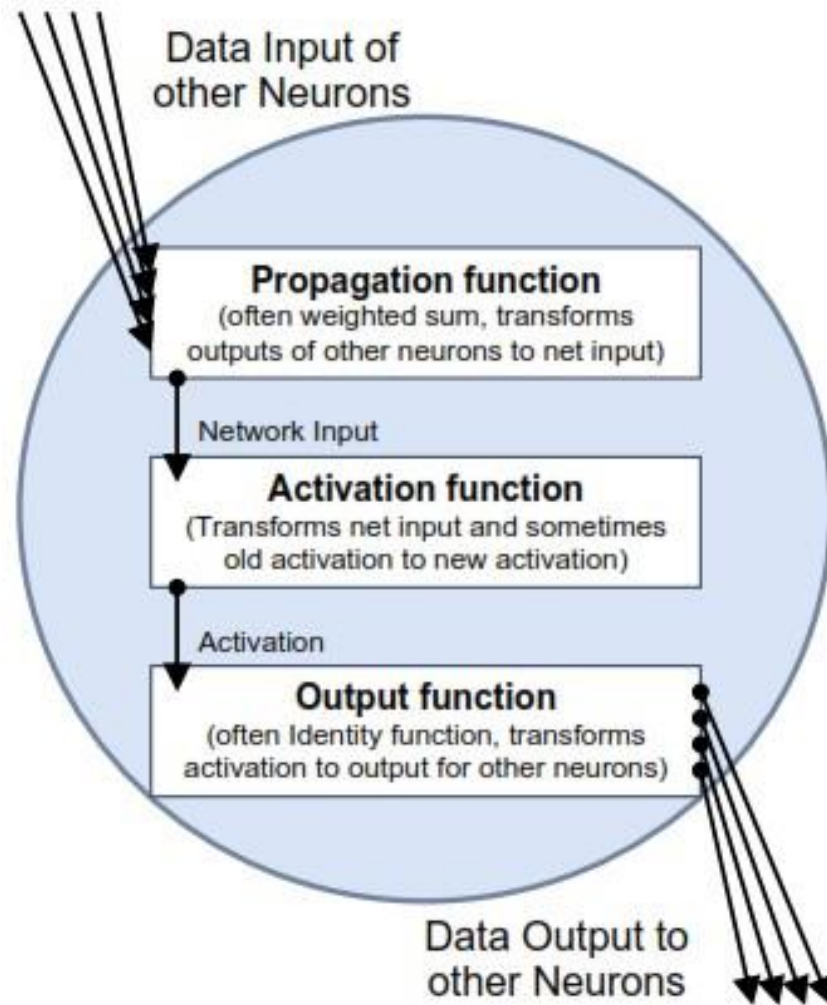 Data Input of
other Neurons
Propagation function
(often weighted sum, transforms
outputs of other neurons to net input)
Network Input
Activation function
(Transforms net input and sometimes
old activation to new activation)
Activation
Output function
(often Identity function, transforms
activation to output for other neurons)
Data Output to
other Neurons